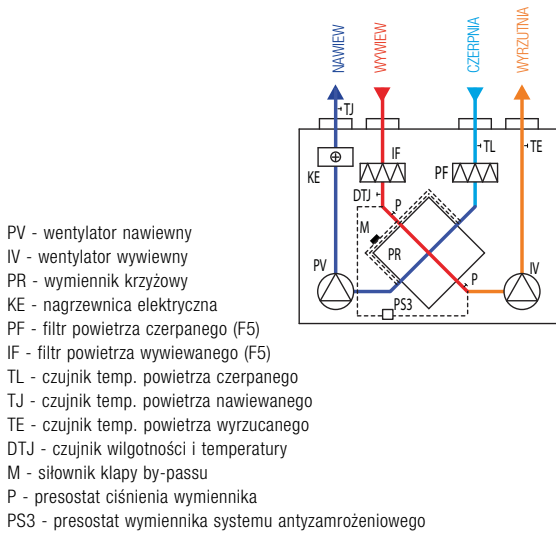 NAWIEW
WYWIEW
CZERPNIA
WYRZUTNIA
TJ
IF
TL
TE
KE
PF
DTJ
P
M
PR
PV
P
IV
PS3
PV - wentylator nawiewny
IV - wentylator wywiewny
PR - wymiennik krzyżowy
KE - nagrzewnica elektryczna
PF - filtr powietrza czerpanego (F5)
IF - filtr powietrza wywiewanego (F5)
TL - czujnik temp. powietrza czerpanego
TJ - czujnik temp. powietrza nawiewanego
TE - czujnik temp. powietrza wyrzucanego
DTJ - czujnik wilgotności i temperatury
M - siłownik klapy by-passu
P - presostat ciśnienia wymiennika
PS3 - presostat wymiennika systemu antyzamrożeniowego